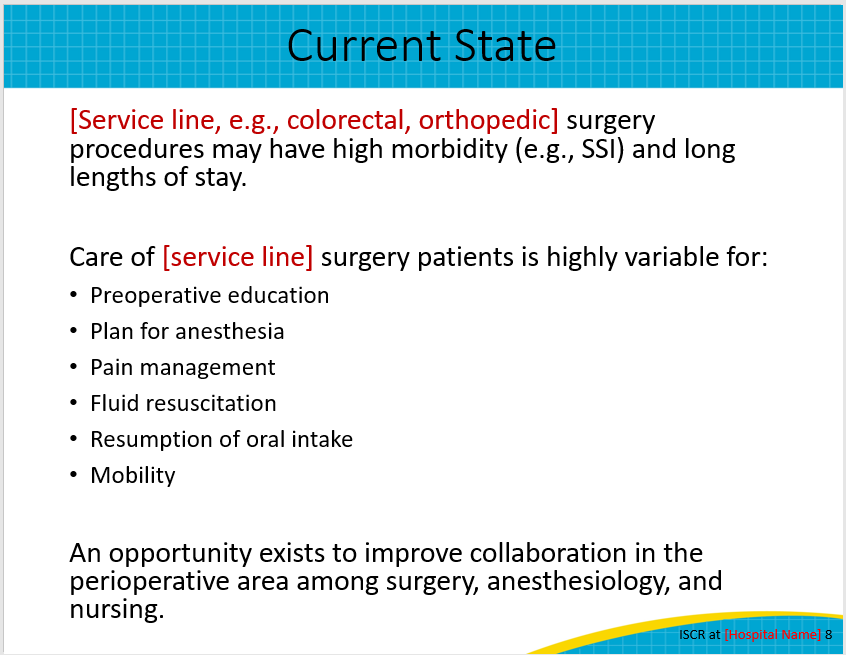 Current State
[Service line, e.g., colorectal, orthopedic] surgery
procedures may have high morbidity (e.g., SSI) and long
lengths of stay.
Care of [service line] surgery patients is highly variable for:
• Preoperative education
• Plan for anesthesia
• Pain management
• Fluid resuscitation
• Resumption of oral intake
• Mobility
An opportunity exists to improve collaboration in the
perioperative area among surgery, anesthesiology, and
nursing.
ISCR at [Hospital Name] 8